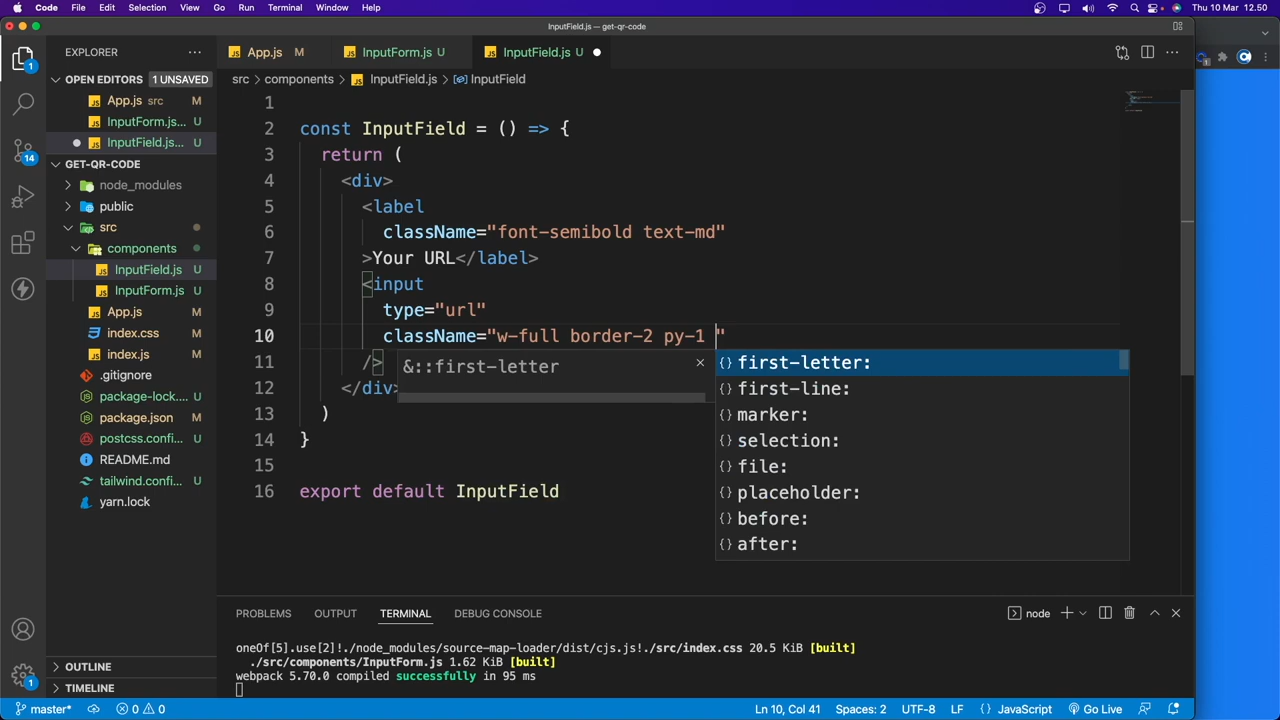 Code File Edit Selection View Go Run Terminal Window Help Thu 10 Mar 12.50
InputField.js — get-qr-code
EXPLORER
App.js M
InputForm.js U
InputField.js U
OPEN EDITORS 1 UNSAVED
App.js src M
InputForm.js... U
InputField.js... U
GET-QR-CODE
node_modules
public
src
components
InputField.js U
InputForm.js U
App.js M
index.css M
index.js M
.gitignore
package-lock.... U
package.json M
postcss.confi... U
README.md
tailwind.confi... U
yarn.lock
OUTLINE
TIMELINE
1
14
1
1
src > components > InputField.js > InputField
1
2 const InputField = () => {
3 return (
4 <div>
5 <label
6 className="font-semibold text-md"
7 >Your URL</label>
8 <input
9 type="url"
10 className="w-full border-2 py-1 "
11 />
12 </div>
13 )
14 }
15
16 export default InputField
&::first-letter
first-letter:
first-line:
marker:
selection:
file:
placeholder:
before:
after:
PROBLEMS OUTPUT TERMINAL DEBUG CONSOLE
node
oneOf[5].use[2]!./node_modules/source-map-loader/dist/cjs.js!./src/index.css 20.5 KiB [built]
./src/components/InputForm.js 1.62 KiB [built]
webpack 5.70.0 compiled successfully in 95 ms
master* 0 0 Ln 10, Col 41 Spaces: 2 UTF-8 LF {} JavaScript Go Live